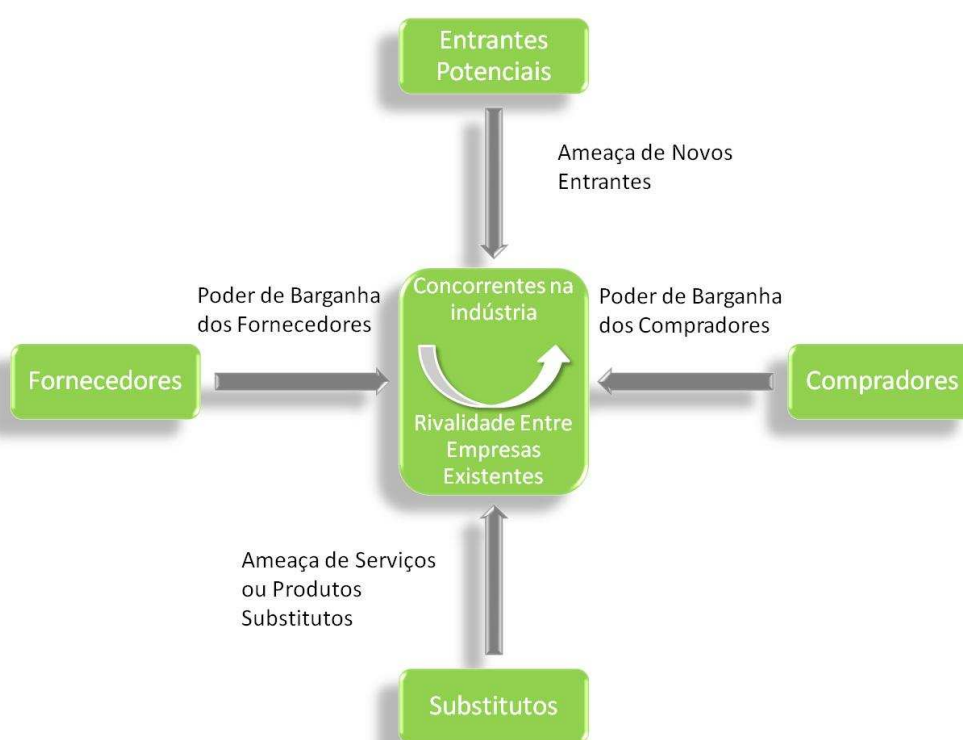 Entrantes
Potenciais
Ameaça de Novos
Entrantes
Poder de Barganha
dos Fornecedores
Concorrentes na
indústria
Poder de Barganha
dos Compradores
Fornecedores
Compradores
Rivalidade Entre
Empresas
Existentes
Ameaça de Serviços
ou Produtos
Substitutos
Substitutos